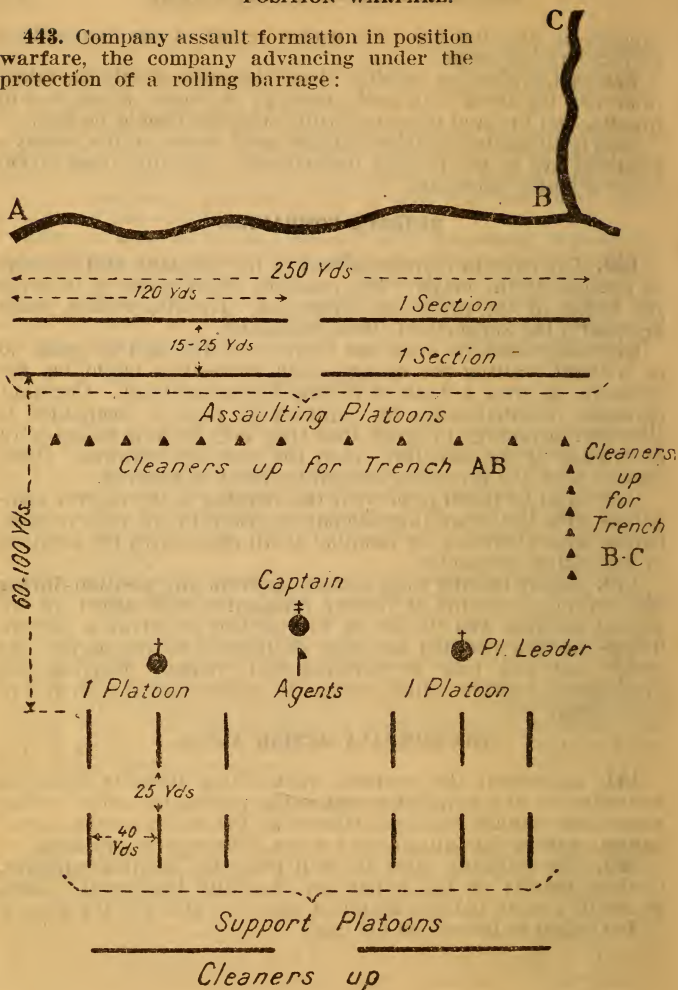 POSITION WARFARE.
443. Company assault formation in position
warfare, the company advancing under the
protection of a rolling barrage:
C
A
B
250 Yds
120 Yds
1 Section
15-25 Yds
1 Section
Assaulting Platoons
Cleaners up for Trench AB
Cleaners
up
for
Trench
B-C
60-100 Yds.
Captain
Pl. Leader
1 Platoon
Agents
1 Platoon
25 Yds
40
Yds
Support Platoons
Cleaners up